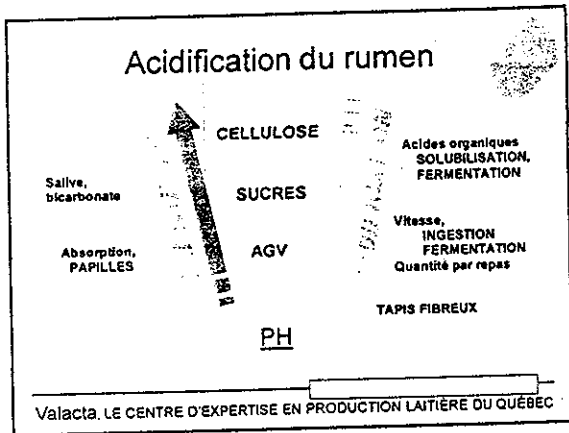 Acidification du rumen
CELLULOSE
Acides organiques
SOLUBILISATION,
FERMENTATION
Salive,
bicarbonate
SUCRES
Vitesse,
INGESTION
FERMENTATION
Quantité par repas
Absorption,
PAPILLES
AGV
TAPIS FIBREUX
PH
Valacta. LE CENTRE D'EXPERTISE EN PRODUCTION LAITIÈRE DU QUÉBEC